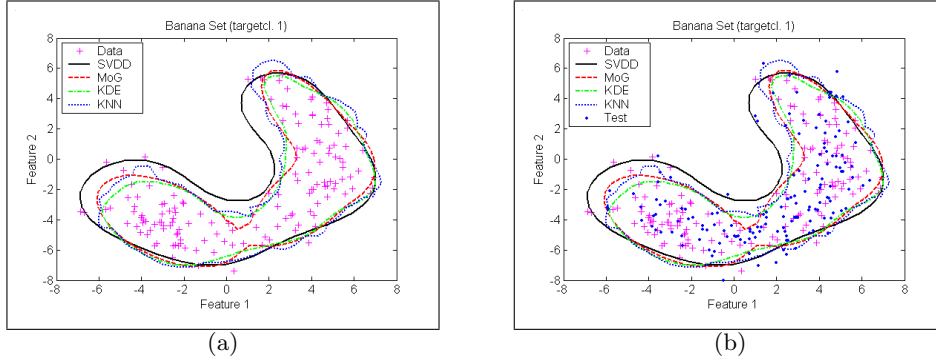 Banana Set (targetcl. 1)
8
6
4
2
0
-2
-4
-6
-8
Feature 2
Data
SVDD
MoG
KDE
KNN
-8 -6 -4 -2 0 2 4 6 8
Feature 1
(a)
Banana Set (targetcl. 1)
8
6
4
2
0
-2
-4
-6
-8
Feature 2
Data
SVDD
MoG
KDE
KNN
Test
-8 -6 -4 -2 0 2 4 6 8
Feature 1
(b)